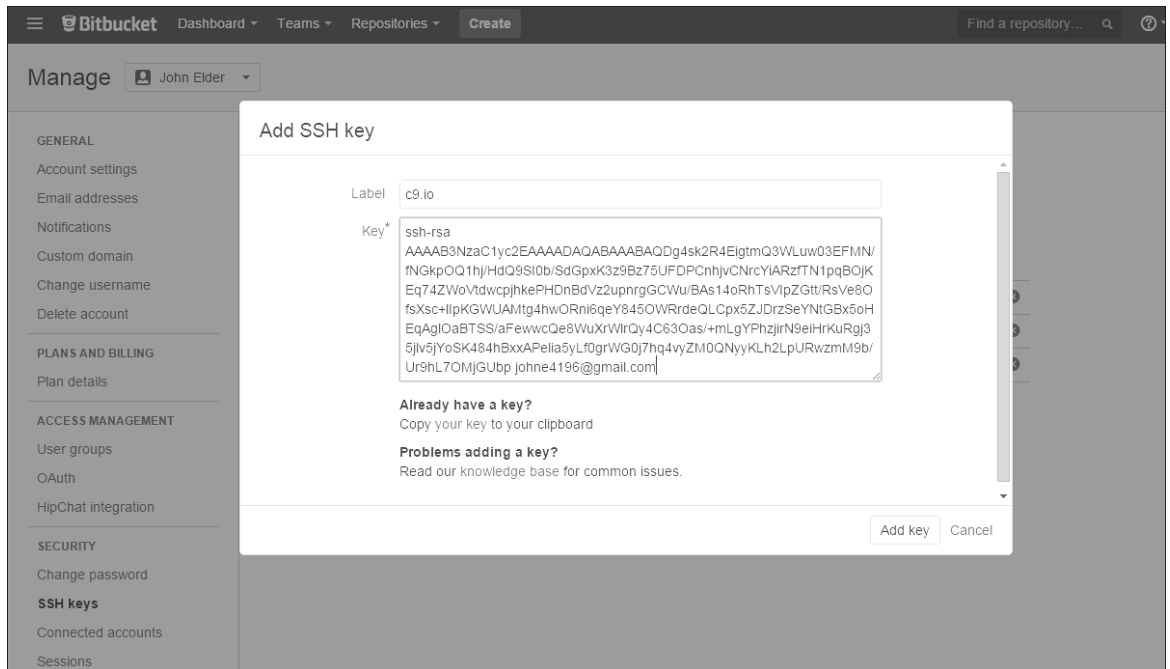 Bitbucket Dashboard Teams Repositories Create Find a repository...
Manage John Elder
GENERAL
Account settings
Email addresses
Notifications
Custom domain
Change username
Delete account
PLANS AND BILLING
Plan details
ACCESS MANAGEMENT
User groups
OAuth
HipChat integration
SECURITY
Change password
SSH keys
Connected accounts
Sessions
Add SSH key
Label c9.io
Key* ssh-rsa
AAAAB3NzaC1yc2EAAAADAQABAAABAQDg4sk2R4EigtmQ3WLuw03EFMN/
fNGkpOQ1hj/HdQ9SI0b/SdGpxK3z9Bz75UFDPCnhjvCNrcYiARzfTN1pqBOjK
Eq74ZWoVtdwcpjhkePHDnBdVz2upnrgGCWu/BAs14oRhTsVlpZGtt/RsVe8O
fsXsc+IlpKGWUAMtg4hwORni6qeY845OWRrdeQLCpx5ZJDrzSeYNtGBx5oH
EqAgIOaBTSS/aFewwcQe8WuXrWlrQy4C63Oas/+mLgYPhzjirN9eiHrKuRgj3
5jlv5jYoSK484hBxxAPelia5yLf0grWG0j7hq4vyZM0QNyyKLh2LpURwzmM9b/
Ur9hL7OMjGUbp johne4196@gmail.com
Already have a key?
Copy your key to your clipboard
Problems adding a key?
Read our knowledge base for common issues.
Add key Cancel